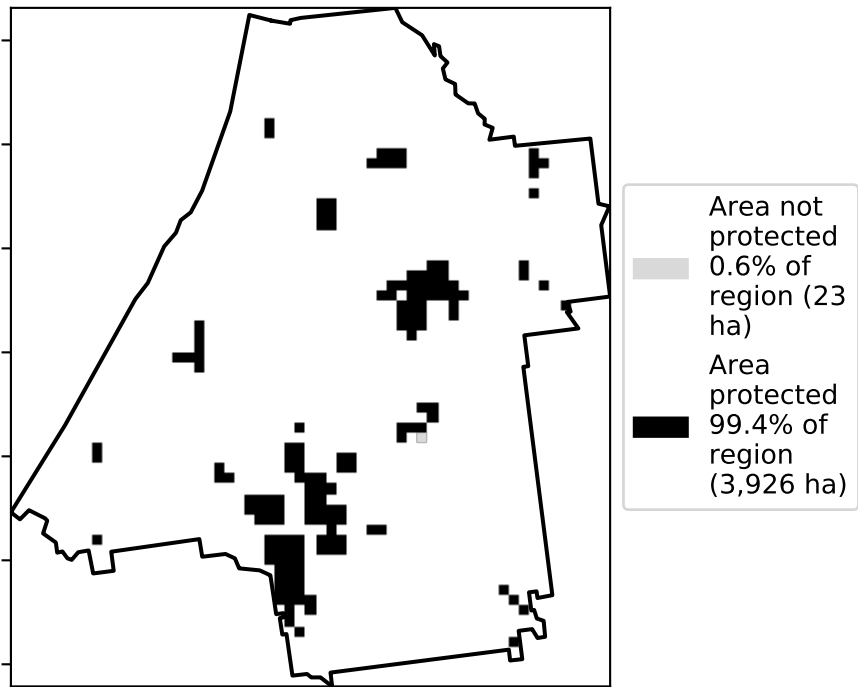 Area not
protected
0.6% of
region (23
ha)
Area
protected
99.4% of
region
(3,926 ha)